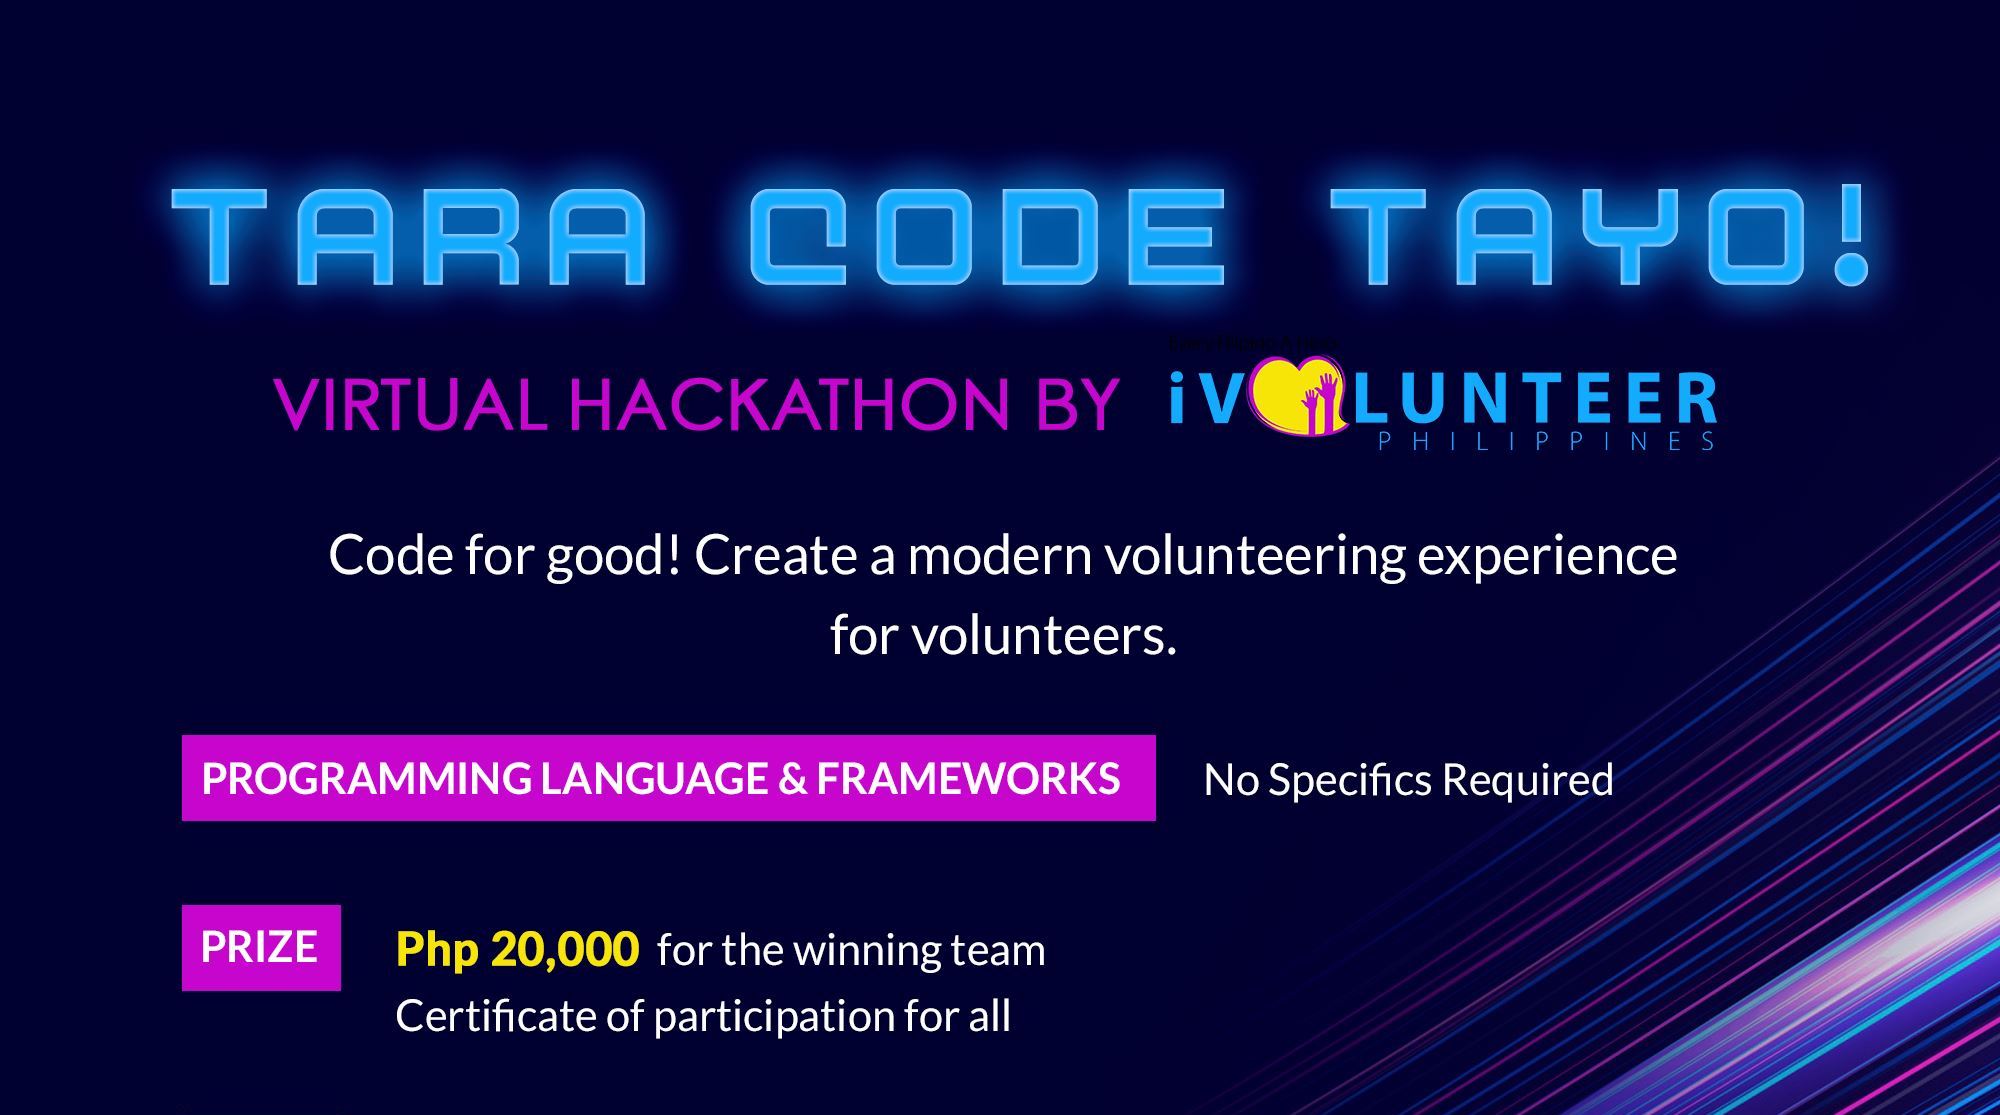 TARA CODE TAYO!
VIRTUAL HACKATHON BY iVOLUNTEER
PHILIPPINES
Code for good! Create a modern volunteering experience
for volunteers.
PROGRAMMING LANGUAGE & FRAMEWORKS No Specifics Required
PRIZE Php 20,000 for the winning team
Certificate of participation for all